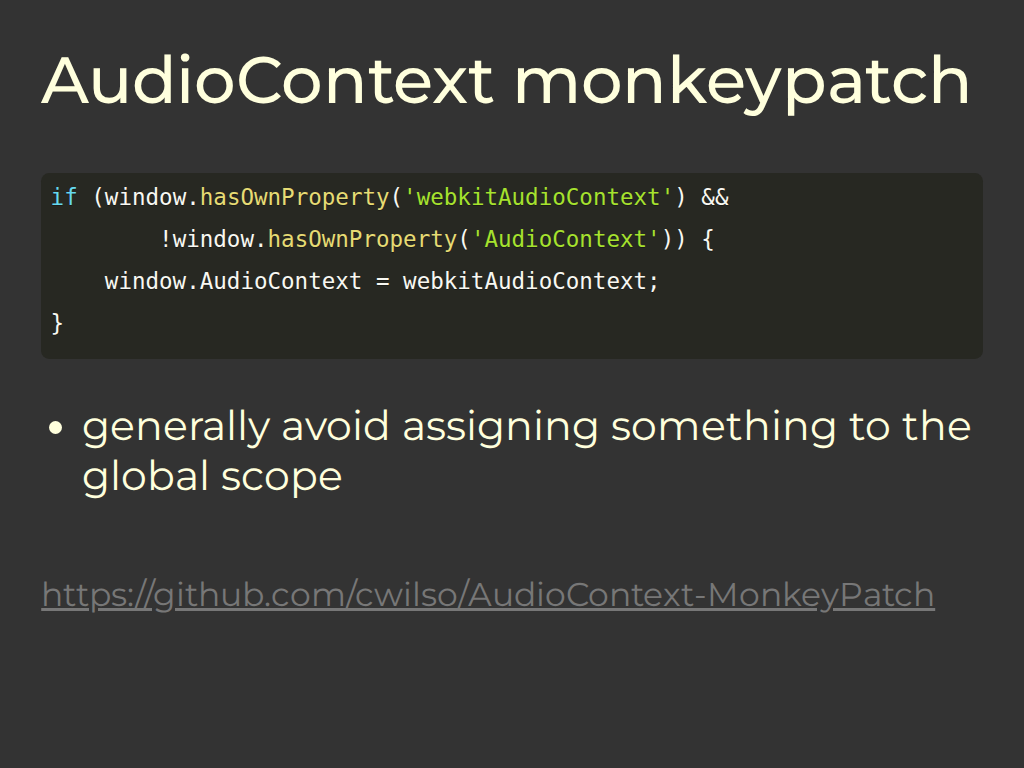 AudioContext monkeypatch
if (window.hasOwnProperty('webkitAudioContext') &&
        !window.hasOwnProperty('AudioContext')) {
    window.AudioContext = webkitAudioContext;
}
• generally avoid assigning something to the
global scope
https://github.com/cwilso/AudioContext-MonkeyPatch